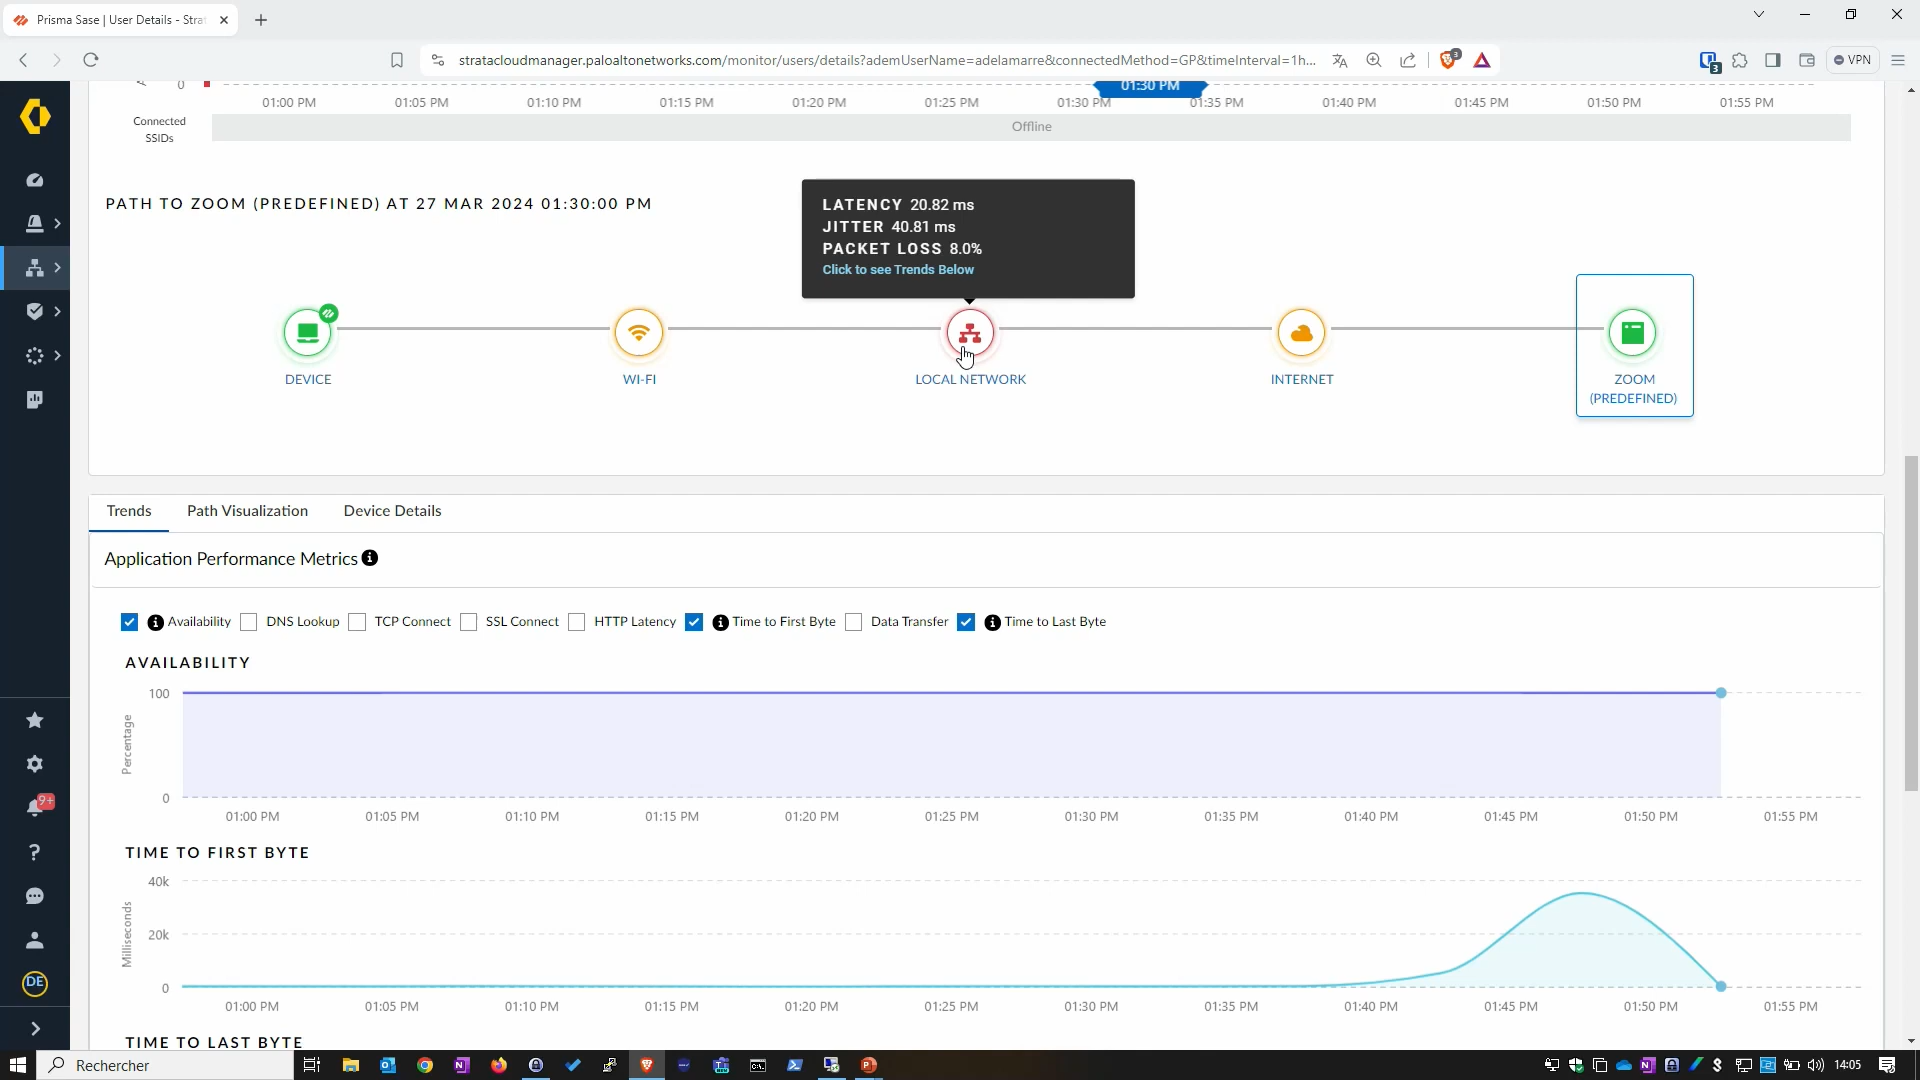 Prisma Sase | User Details - Strat
stratacloudmanager.paloaltonetworks.com/monitor/users/details?ademUserName=adelamarre&connectedMethod=GP&timeInterval=1h...
3
3
VPN
0
01:30 PM
01:00 PM 01:05 PM 01:10 PM 01:15 PM 01:20 PM 01:25 PM 01:30 PM 01:35 PM 01:40 PM 01:45 PM 01:50 PM 01:55 PM
Connected
SSIDs
Offline
PATH TO ZOOM (PREDEFINED) AT 27 MAR 2024 01:30:00 PM
LATENCY 20.82 ms
JITTER 40.81 ms
PACKET LOSS 8.0%
Click to see Trends Below
DEVICE
WI-FI
LOCAL NETWORK
INTERNET
ZOOM
(PREDEFINED)
Trends Path Visualization Device Details
Application Performance Metrics
Availability DNS Lookup TCP Connect SSL Connect HTTP Latency Time to First Byte Data Transfer Time to Last Byte
AVAILABILITY
100
Percentage
0
01:00 PM 01:05 PM 01:10 PM 01:15 PM 01:20 PM 01:25 PM 01:30 PM 01:35 PM 01:40 PM 01:45 PM 01:50 PM 01:55 PM
TIME TO FIRST BYTE
40k
Milliseconds
20k
0
01:00 PM 01:05 PM 01:10 PM 01:15 PM 01:20 PM 01:25 PM 01:30 PM 01:35 PM 01:40 PM 01:45 PM 01:50 PM 01:55 PM
TIME TO LAST BYTE
9+
DE
Rechercher
14:05